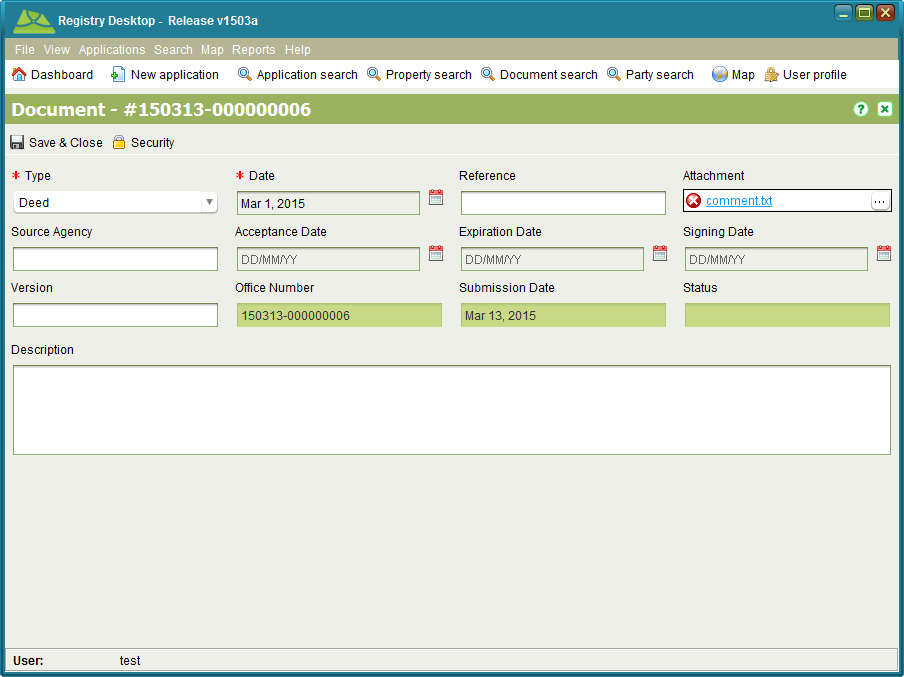 Registry Desktop - Release v1503a
File View Applications Search Map Reports Help
Dashboard New application Application search Property search Document search Party search Map User profile
Document - #150313-000000006
Save & Close Security
* Type * Date Reference Attachment
Deed Mar 1, 2015 comment.txt ...
Source Agency Acceptance Date Expiration Date Signing Date
DD/MM/YY DD/MM/YY DD/MM/YY
Version Office Number Submission Date Status
150313-000000006 Mar 13, 2015
Description
User: test